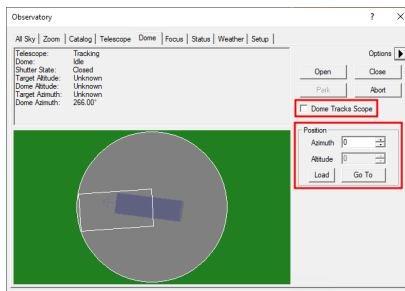 Observatory ? ×
All Sky Zoom Catalog Telescope Dome Focus Status Weather Setup
Telescope: Tracking
Dome: Idle
Shutter State: Closed
Target Altitude: Unknown
Dome Altitude: Unknown
Target Azimuth: Unknown
Dome Azimuth: 266.00°
Options
Open Close
Park Abort
Dome Tracks Scope
Position
Azimuth 0
Altitude 0
Load Go To